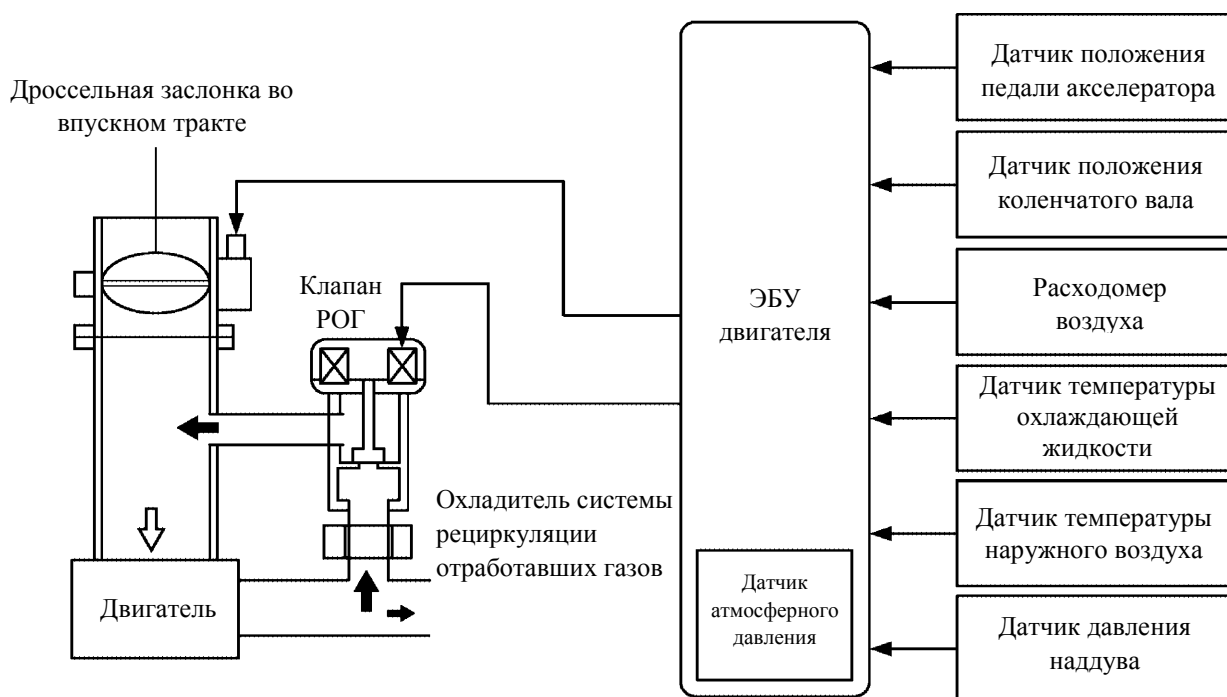 Дроссельная заслонка во
впускном тракте
Клапан
РОГ
Охладитель системы
рециркуляции
отработавших газов
Двигатель
ЭБУ
двигателя
Датчик
атмосферного
давления
Датчик положения
педали акселератора
Датчик положения
коленчатого вала
Расходомер
воздуха
Датчик температуры
охлаждающей
жидкости
Датчик температуры
наружного воздуха
Датчик давления
наддува